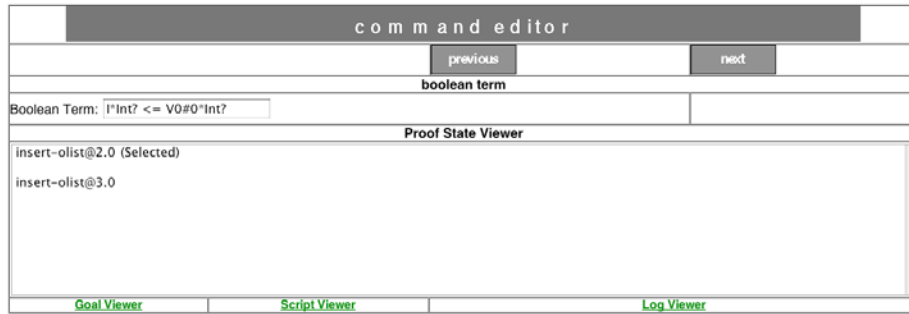 command editor
previous next
boolean term
Boolean Term: I*Int? <= V0#0*Int?
Proof State Viewer
insert-olist@2.0 (Selected)
insert-olist@3.0
Goal Viewer Script Viewer Log Viewer